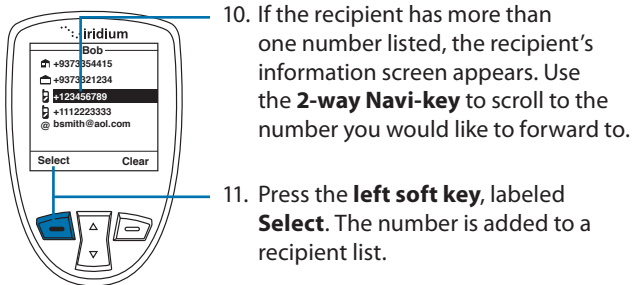 iridium
Bob
+9373354415
+9373321234
+123456789
+1112223333
@ bsmith@aol.com
Select Clear
10. If the recipient has more than
one number listed, the recipient’s
information screen appears. Use
the 2-way Navi-key to scroll to the
number you would like to forward to.
11. Press the left soft key, labeled
Select. The number is added to a
recipient list.